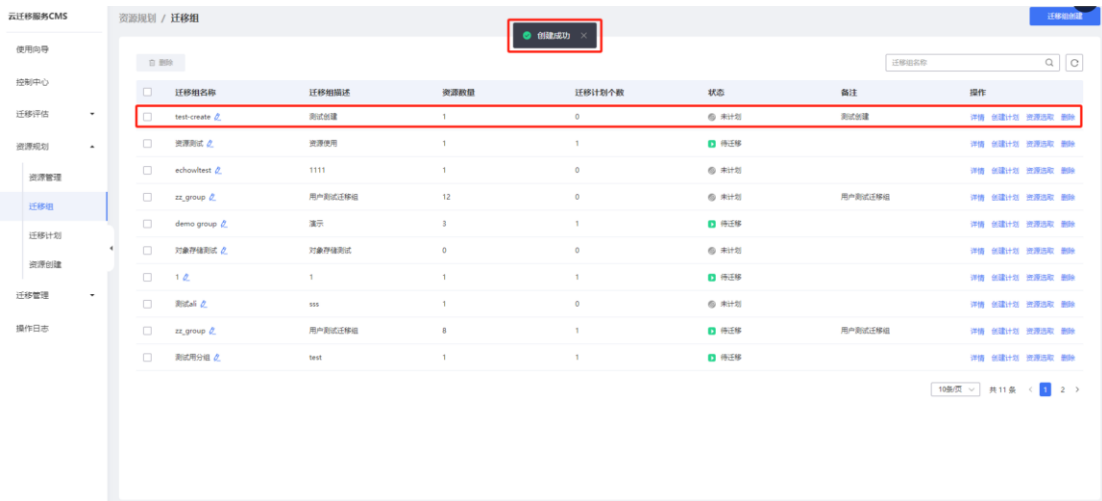 云迁移服务CMS
资源规划 / 迁移组
迁移组创建
创建成功
使用向导
控制中心
迁移评估
资源规划
资源管理
迁移组
迁移计划
资源创建
迁移管理
操作日志
删除
迁移组名称
迁移组名称 迁移组描述 资源数量 迁移计划个数 状态 备注 操作
test-create 测试创建 1 0 未计划 测试创建 详情 创建计划 资源选取 删除
资源测试 资源使用 1 1 待迁移 详情 创建计划 资源选取 删除
echowltest 1111 1 0 未计划 详情 创建计划 资源选取 删除
zz_group 用户测试迁移组 12 0 未计划 用户测试迁移组 详情 创建计划 资源选取 删除
demo group 演示 3 1 待迁移 详情 创建计划 资源选取 删除
对象存储测试 对象存储测试 0 0 未计划 详情 创建计划 资源选取 删除
1 1 1 1 待迁移 详情 创建计划 资源选取 删除
测试ali sss 1 0 未计划 详情 创建计划 资源选取 删除
zz_group 用户测试迁移组 8 1 待迁移 用户测试迁移组 详情 创建计划 资源选取 删除
测试用分组 test 1 1 待迁移 详情 创建计划 资源选取 删除
10条/页 共 11 条 1 2